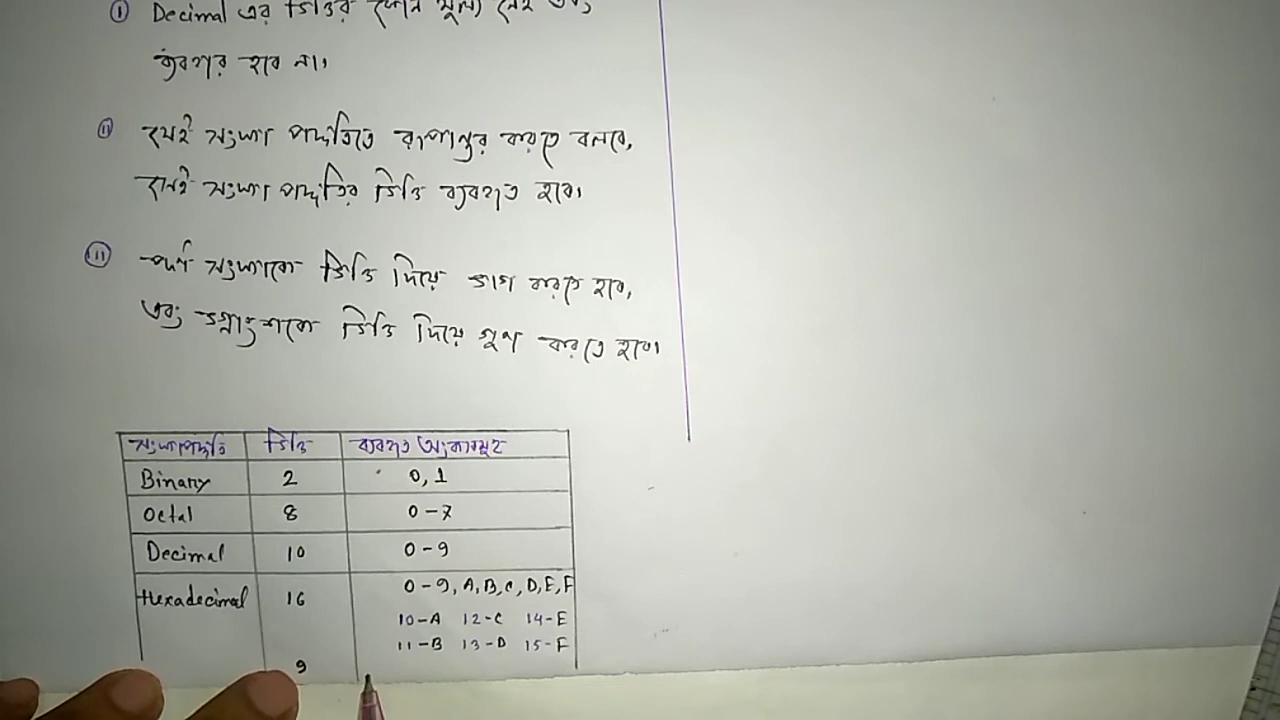 ① Decimal এর ভিত্তির কোন মূল্য নেই এবং
ব্যবহার হবে না।
② যেই সংখ্যা পদ্ধতিতে রূপান্তর করতে বলবে,
সেই সংখ্যা পদ্ধতির ভিত্তি ব্যবহৃত হবে।
③ পূর্ণ সংখ্যাকে ভিত্তি দিয়ে ভাগ করতে হবে,
এবং ভগ্নাংশকে ভিত্তি দিয়ে গুণ করতে হবে।
সংখ্যাপদ্ধতি ভিত্তি ব্যবহৃত অংকসমূহ
Binary 2 0, 1
Octal 8 0 - 7
Decimal 10 0 - 9
Hexadecimal 16 0 - 9, A, B, C, D, E, F
10 - A 12 - C 14 - E
11 - B 13 - D 15 - F
9